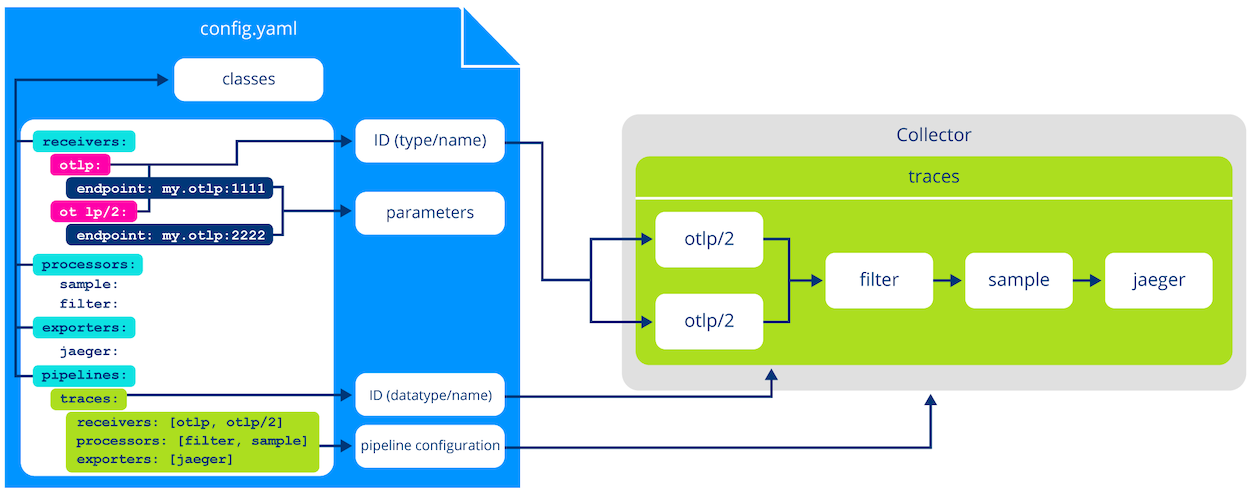 config.yaml
classes
receivers:
otlp:
endpoint: my.otlp:1111
ot lp/2:
endpoint: my.otlp:2222
processors:
sample:
filter:
exporters:
jaeger:
pipelines:
traces:
receivers: [otlp, otlp/2]
processors: [filter, sample]
exporters: [jaeger]
ID (type/name)
parameters
ID (datatype/name)
pipeline configuration
Collector
traces
otlp/2
otlp/2
filter
sample
jaeger